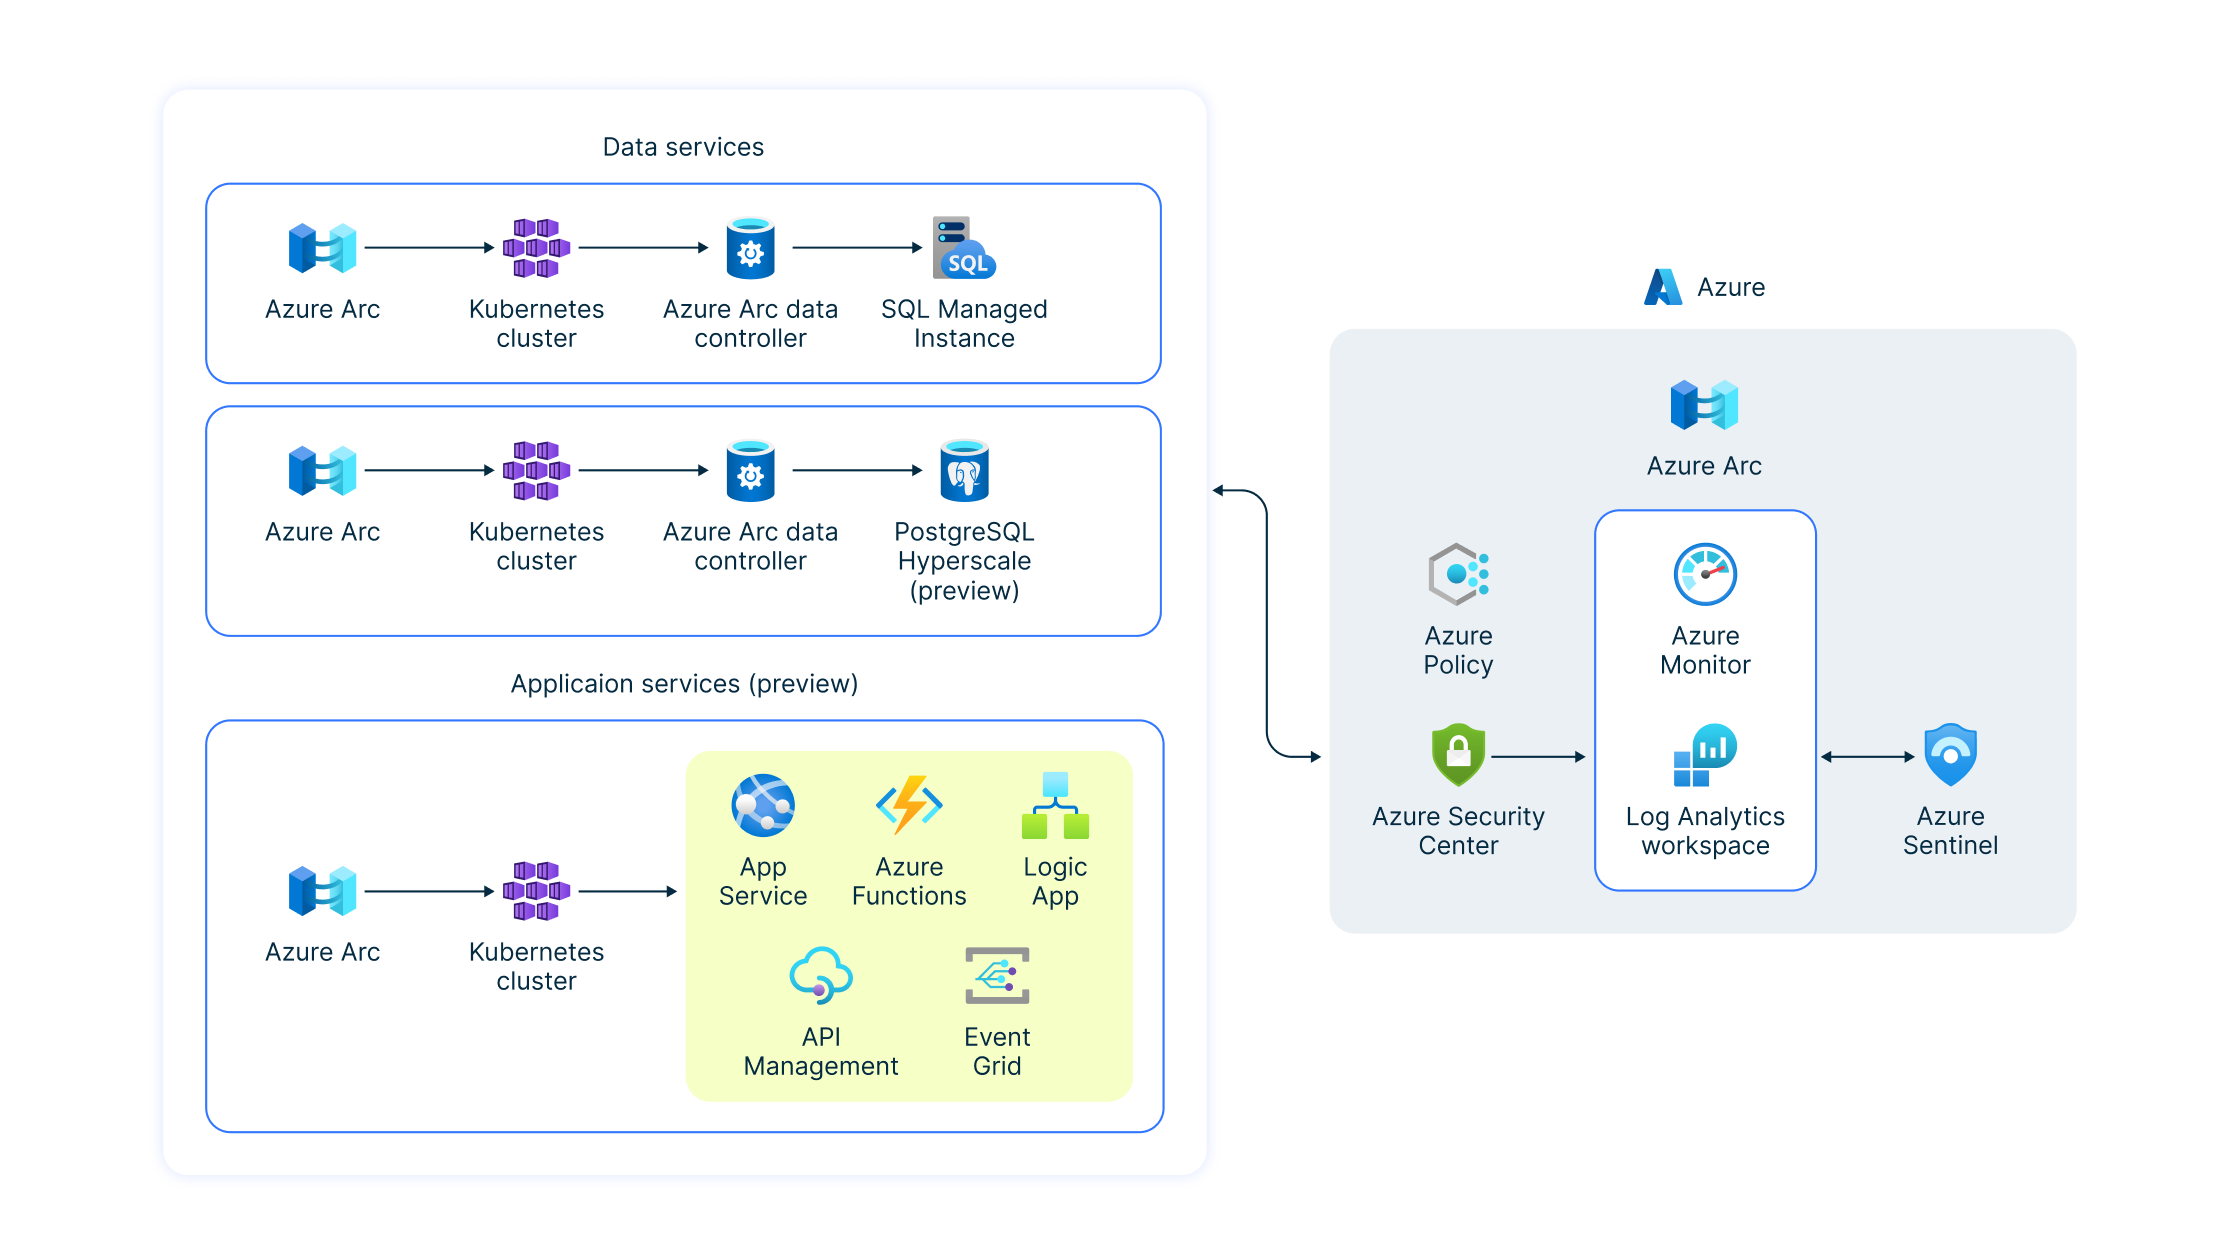 Data services
Azure Arc
Kubernetes
cluster
Azure Arc data
controller
SQL
SQL Managed
Instance
Azure Arc
Kubernetes
cluster
Azure Arc data
controller
PostgreSQL
Hyperscale
(preview)
Applicaion services (preview)
Azure Arc
Kubernetes
cluster
App
Service
Azure
Functions
Logic
App
API
Management
Event
Grid
Azure
Azure Arc
Azure
Policy
Azure
Monitor
Azure Security
Center
Log Analytics
workspace
Azure
Sentinel